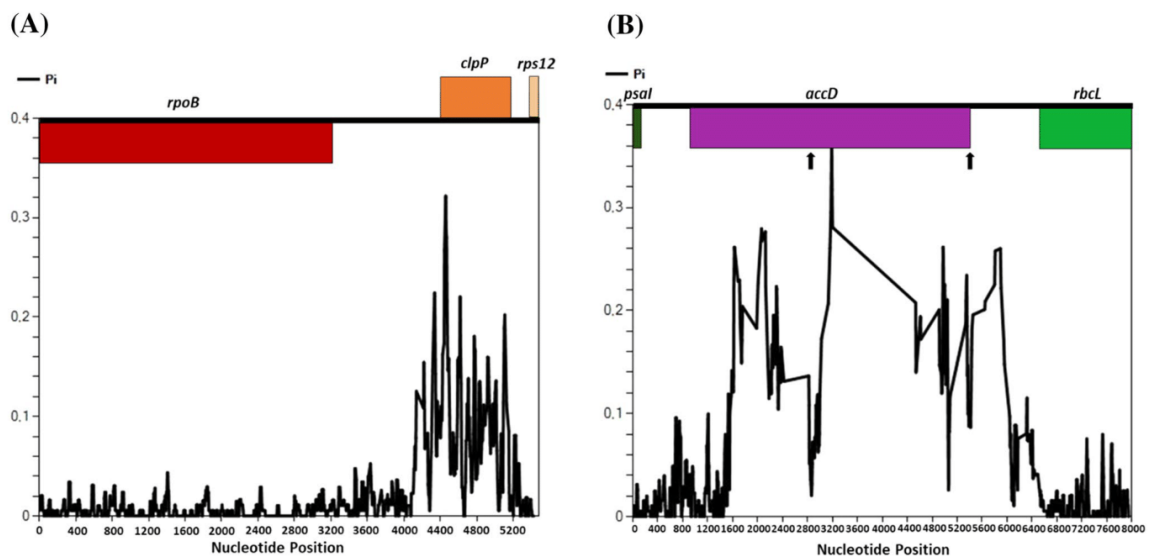 (A)
Pi
clpP
rps12
rpoB
0,4
0,3
0,2
0,1
0
0 400 800 1200 1600 2000 2400 2800 3200 3600 4000 4400 4800 5200
Nucleotide Position
(B)
Pi
psaI
accD
rbcL
0,4
0,3
0,2
0,1
0
0 400 800 1200 1600 2000 2400 2800 3200 3600 4000 4400 4800 5200 5600 6000 6400 6800 7200 7600 8000
Nucleotide Position